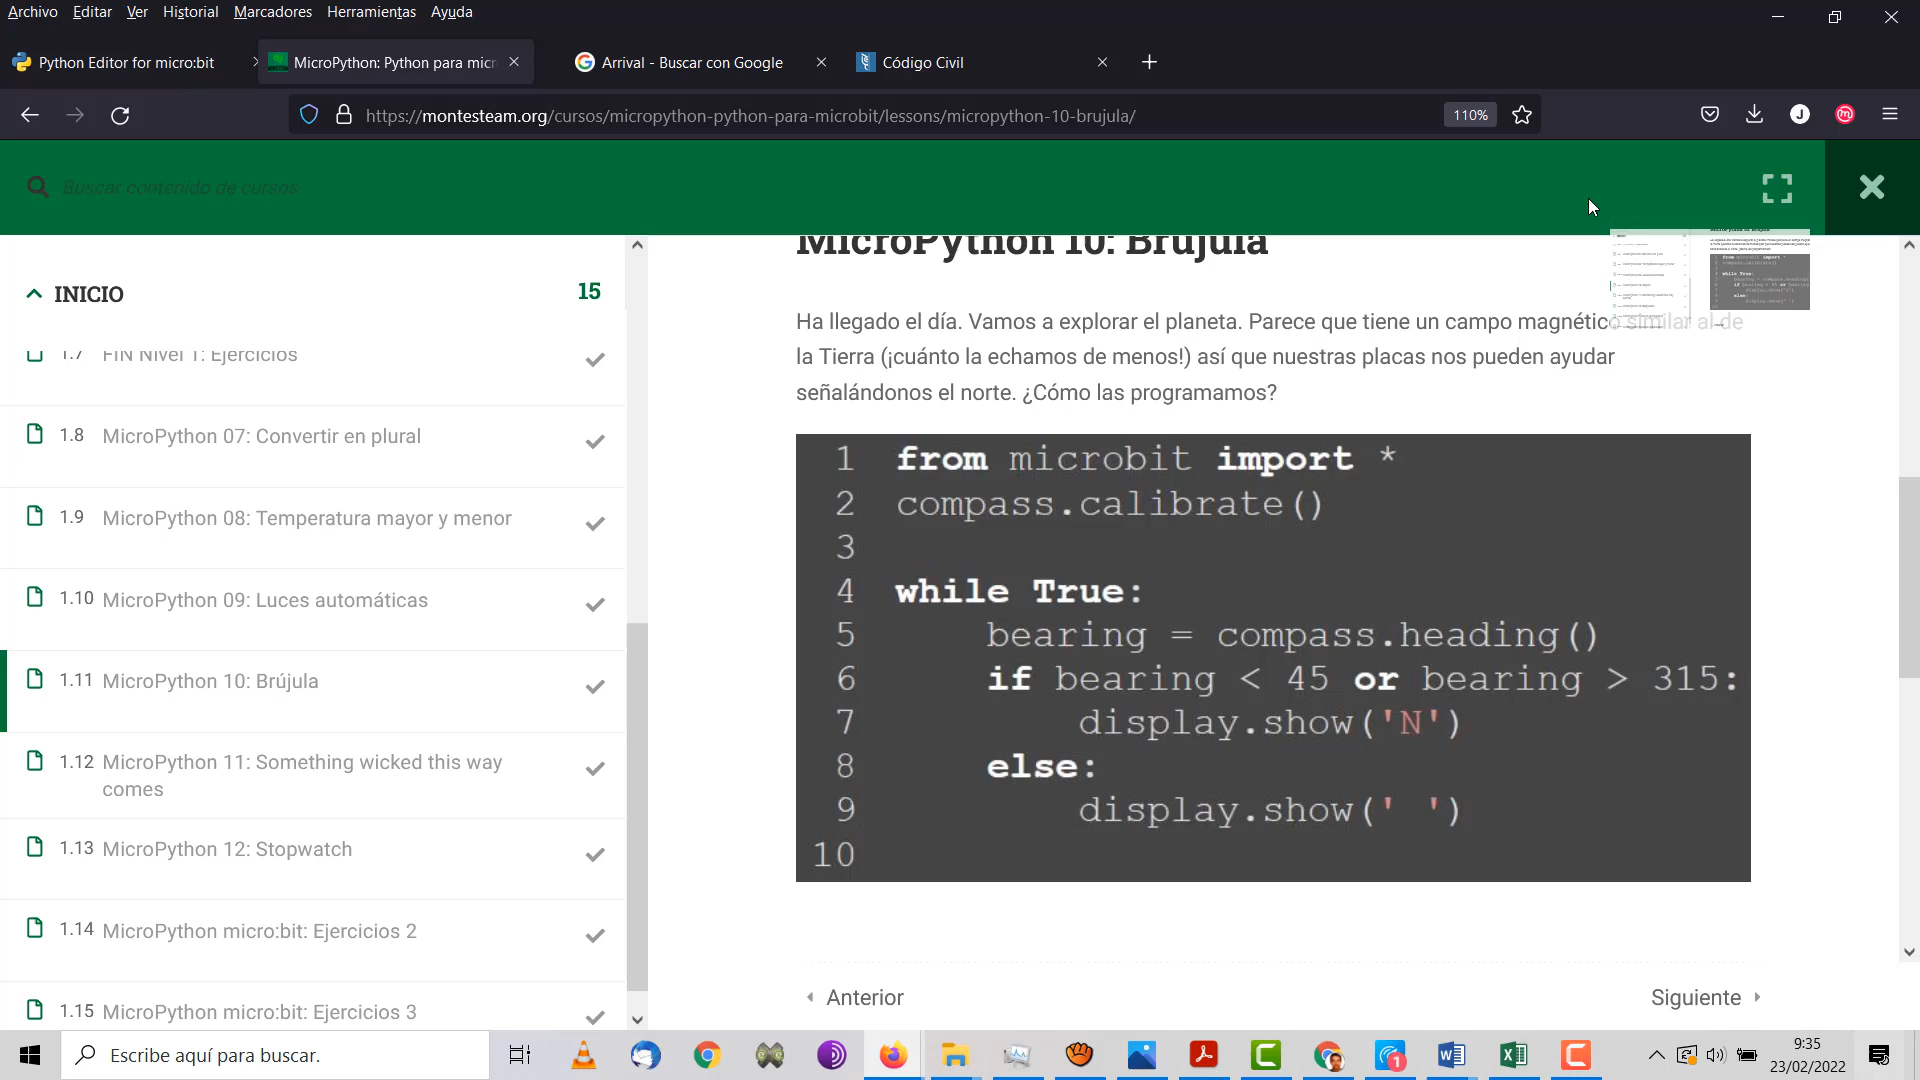 Archivo Editar Ver Historial Marcadores Herramientas Ayuda
Python Editor for micro:bit
MicroPython: Python para micr
Arrival - Buscar con Google
Código Civil
https://montesteam.org/cursos/micropython-python-para-microbit/lessons/micropython-10-brujula/
110%
J
m
Buscar contenido de cursos
INICIO 15
1.7 FIN Nivel 1: Ejercicios
1.8 MicroPython 07: Convertir en plural
1.9 MicroPython 08: Temperatura mayor y menor
1.10 MicroPython 09: Luces automáticas
1.11 MicroPython 10: Brújula
1.12 MicroPython 11: Something wicked this way
comes
1.13 MicroPython 12: Stopwatch
1.14 MicroPython micro:bit: Ejercicios 2
1.15 MicroPython micro:bit: Ejercicios 3
MicroPython 10: Brújula
Ha llegado el día. Vamos a explorar el planeta. Parece que tiene un campo magnético similar al de
la Tierra (¡cuánto la echamos de menos!) así que nuestras placas nos pueden ayudar
señalándonos el norte. ¿Cómo las programamos?
1 from microbit import *
2 compass.calibrate()
3
4 while True:
5     bearing = compass.heading()
6     if bearing < 45 or bearing > 315:
7         display.show('N')
8     else:
9         display.show(' ')
10
Anterior
Siguiente
Escribe aquí para buscar.
1
9:35
23/02/2022